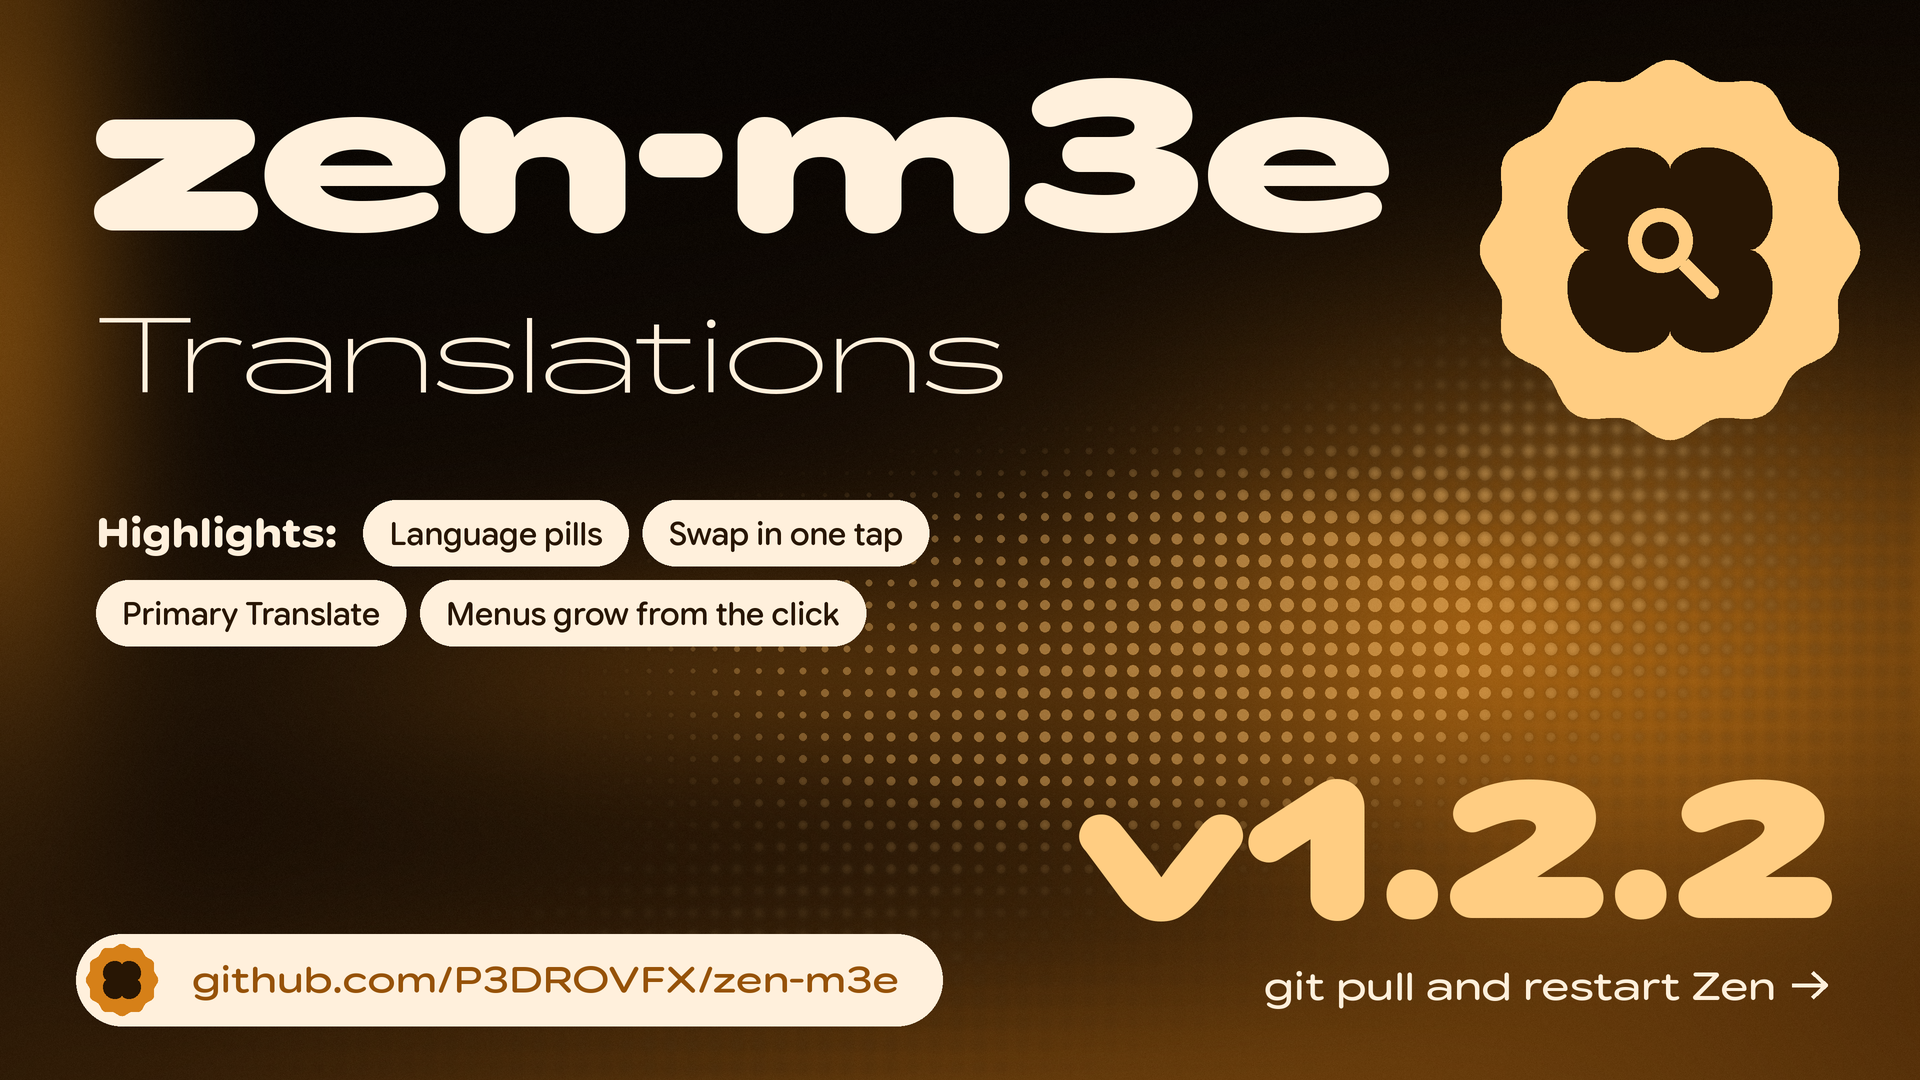 zen-m3e
Translations
Highlights: Language pills Swap in one tap
Primary Translate Menus grow from the click
v1.2.2
github.com/P3DROVFX/zen-m3e
git pull and restart Zen →